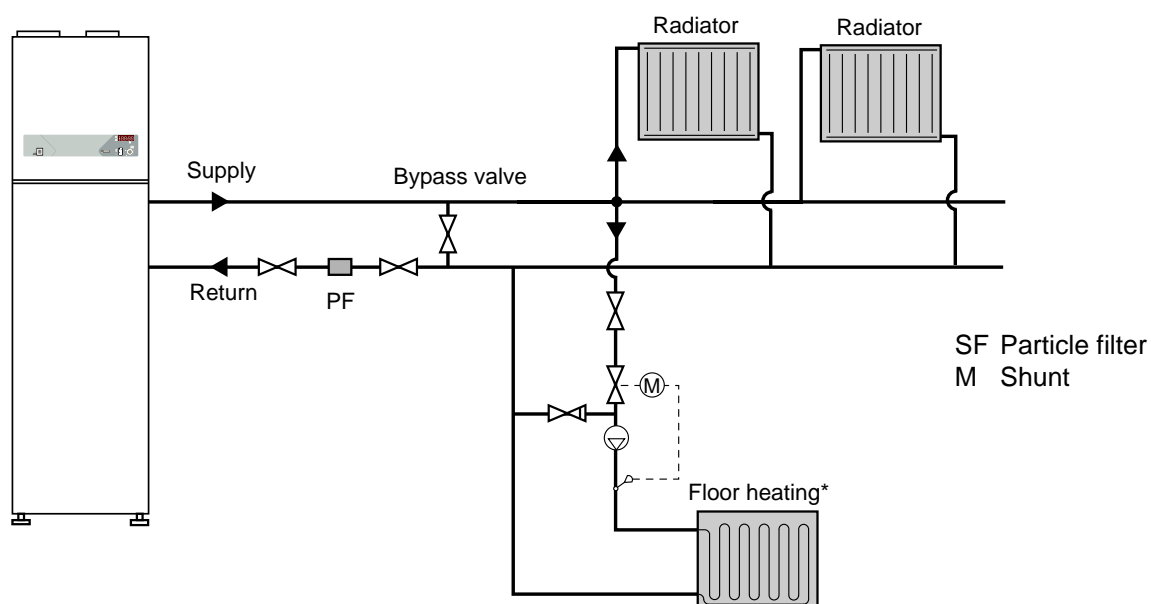 Radiator
Radiator
Supply
Bypass valve
Return
PF
SF Particle filter
M Shunt
M
Floor heating*